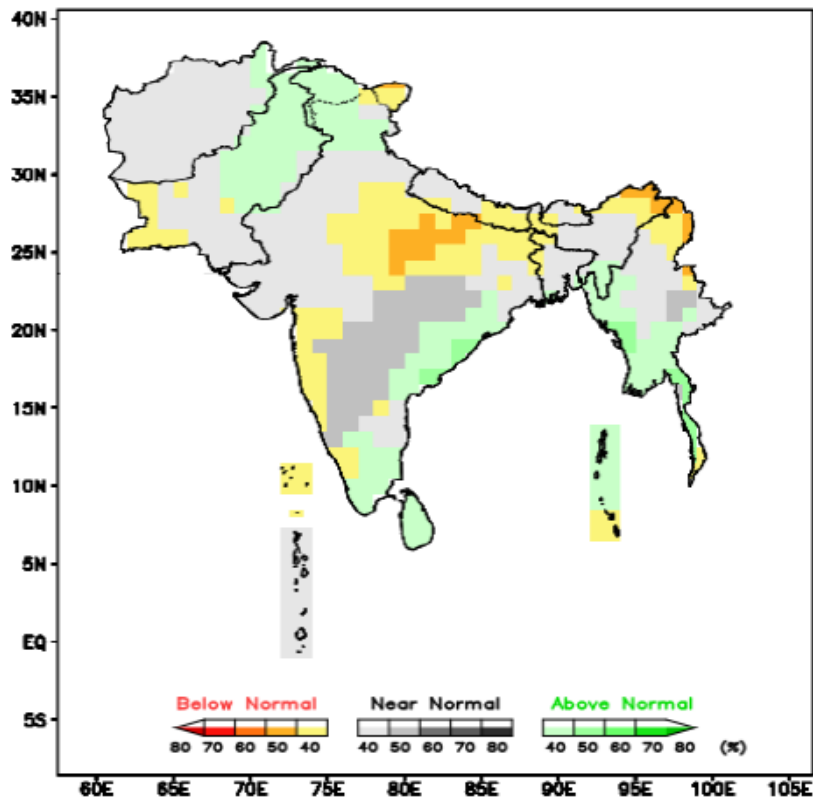 40N
35N
30N
25N
20N
15N
10N
5N
EQ
5S
Below Normal Near Normal Above Normal
80 70 60 50 40 40 50 60 70 80 40 50 60 70 80 (%)
60E 65E 70E 75E 80E 85E 90E 95E 100E 105E